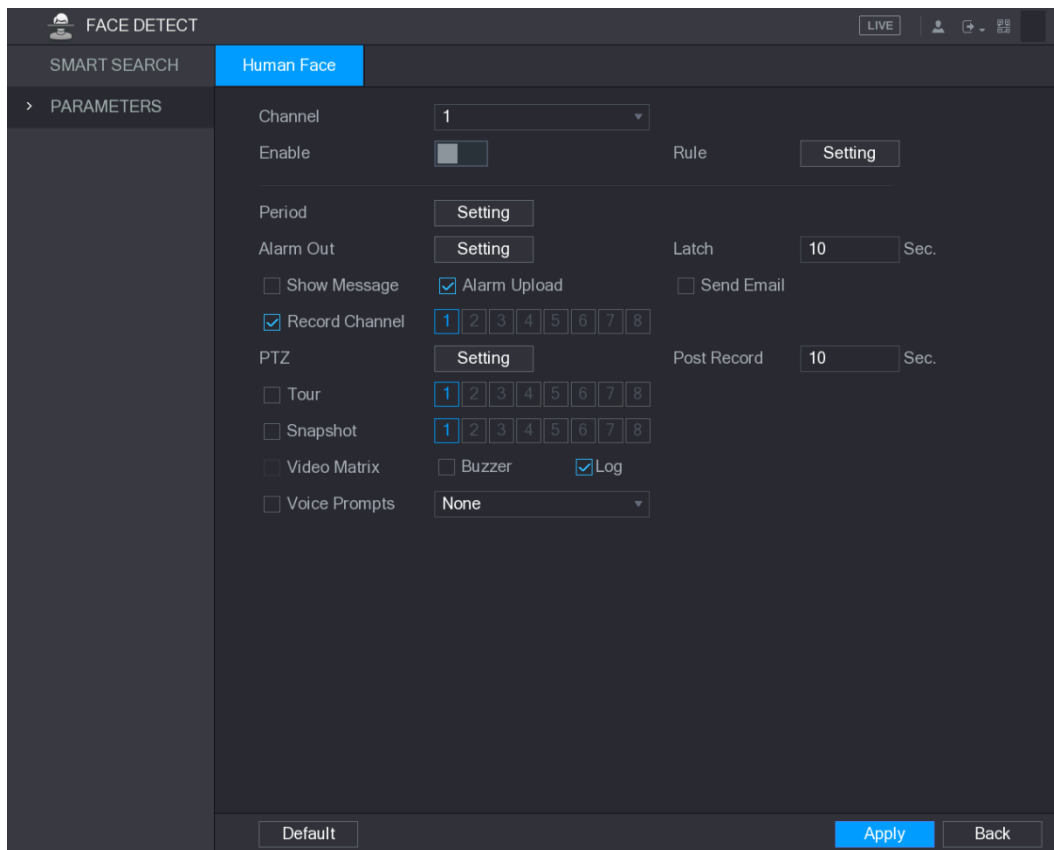 FACE DETECT LIVE
SMART SEARCH Human Face
> PARAMETERS
Channel 1
Enable Rule Setting
Period Setting
Alarm Out Setting Latch 10 Sec.
Show Message Alarm Upload Send Email
Record Channel 1 2 3 4 5 6 7 8
PTZ Setting Post Record 10 Sec.
Tour 1 2 3 4 5 6 7 8
Snapshot 1 2 3 4 5 6 7 8
Video Matrix Buzzer Log
Voice Prompts None
Default Apply Back